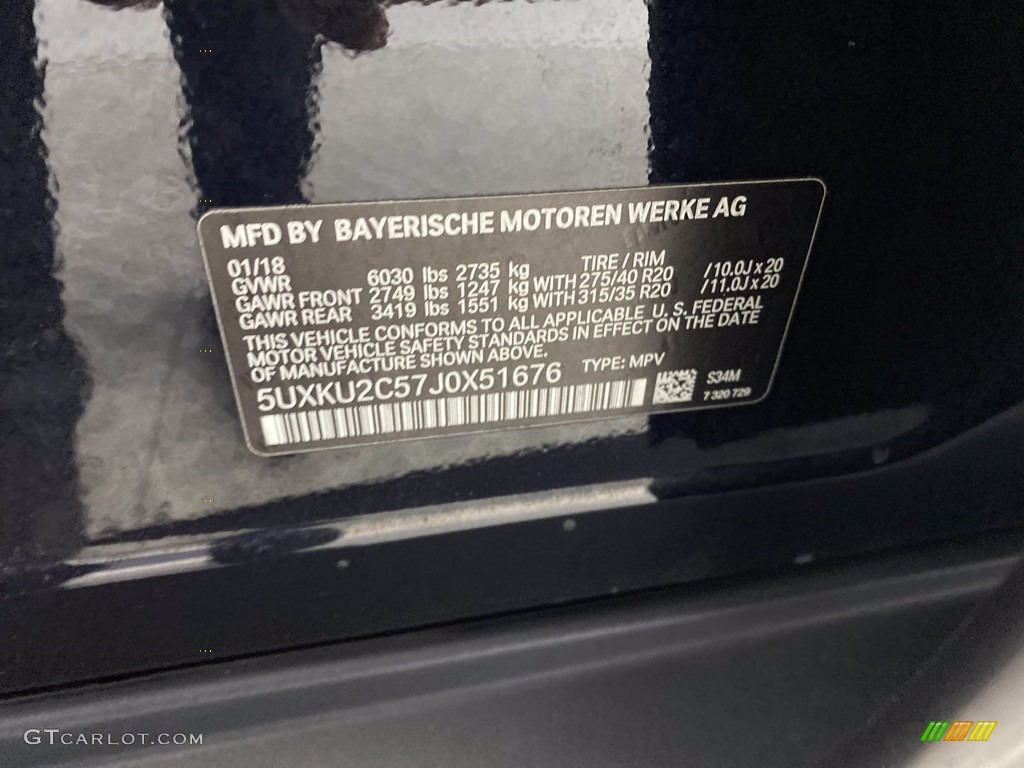 MFD BY BAYERISCHE MOTOREN WERKE AG
01/18 TIRE / RIM
GVWR 6030 lbs 2735 kg
GAWR FRONT 2749 lbs 1247 kg WITH 275/40 R20 / 10.0J x 20
GAWR REAR 3419 lbs 1551 kg WITH 315/35 R20 / 11.0J x 20
THIS VEHICLE CONFORMS TO ALL APPLICABLE U. S. FEDERAL
MOTOR VEHICLE SAFETY STANDARDS IN EFFECT ON THE DATE
OF MANUFACTURE SHOWN ABOVE.
5UXKU2C57J0X51676 TYPE: MPV
S34M
7 320 729
GTCARLOT.COM